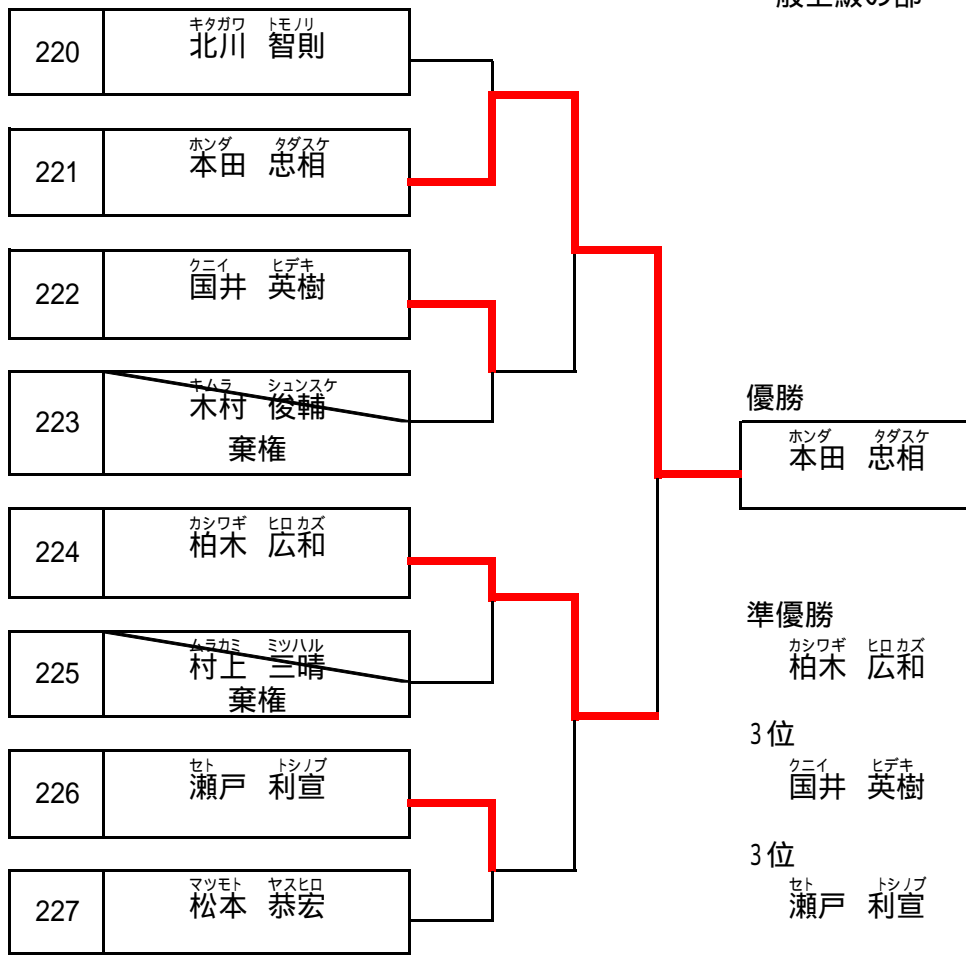 般上級の部
220
キタガワ トモノリ
北川 智則
221
ホンダ タダスケ
本田 忠相
222
クニイ ヒデキ
国井 英樹
223
キムラ シュンスケ
木村 俊輔
棄権
224
カシワギ ヒロカズ
柏木 広和
225
ムラカミ ミツハル
村上 三晴
棄権
226
セト トシノブ
瀬戸 利宣
227
マツモト ヤスヒロ
松本 恭宏
優勝
ホンダ タダスケ
本田 忠相
準優勝
カシワギ ヒロカズ
柏木 広和
3位
クニイ ヒデキ
国井 英樹
3位
セト トシノブ
瀬戸 利宣